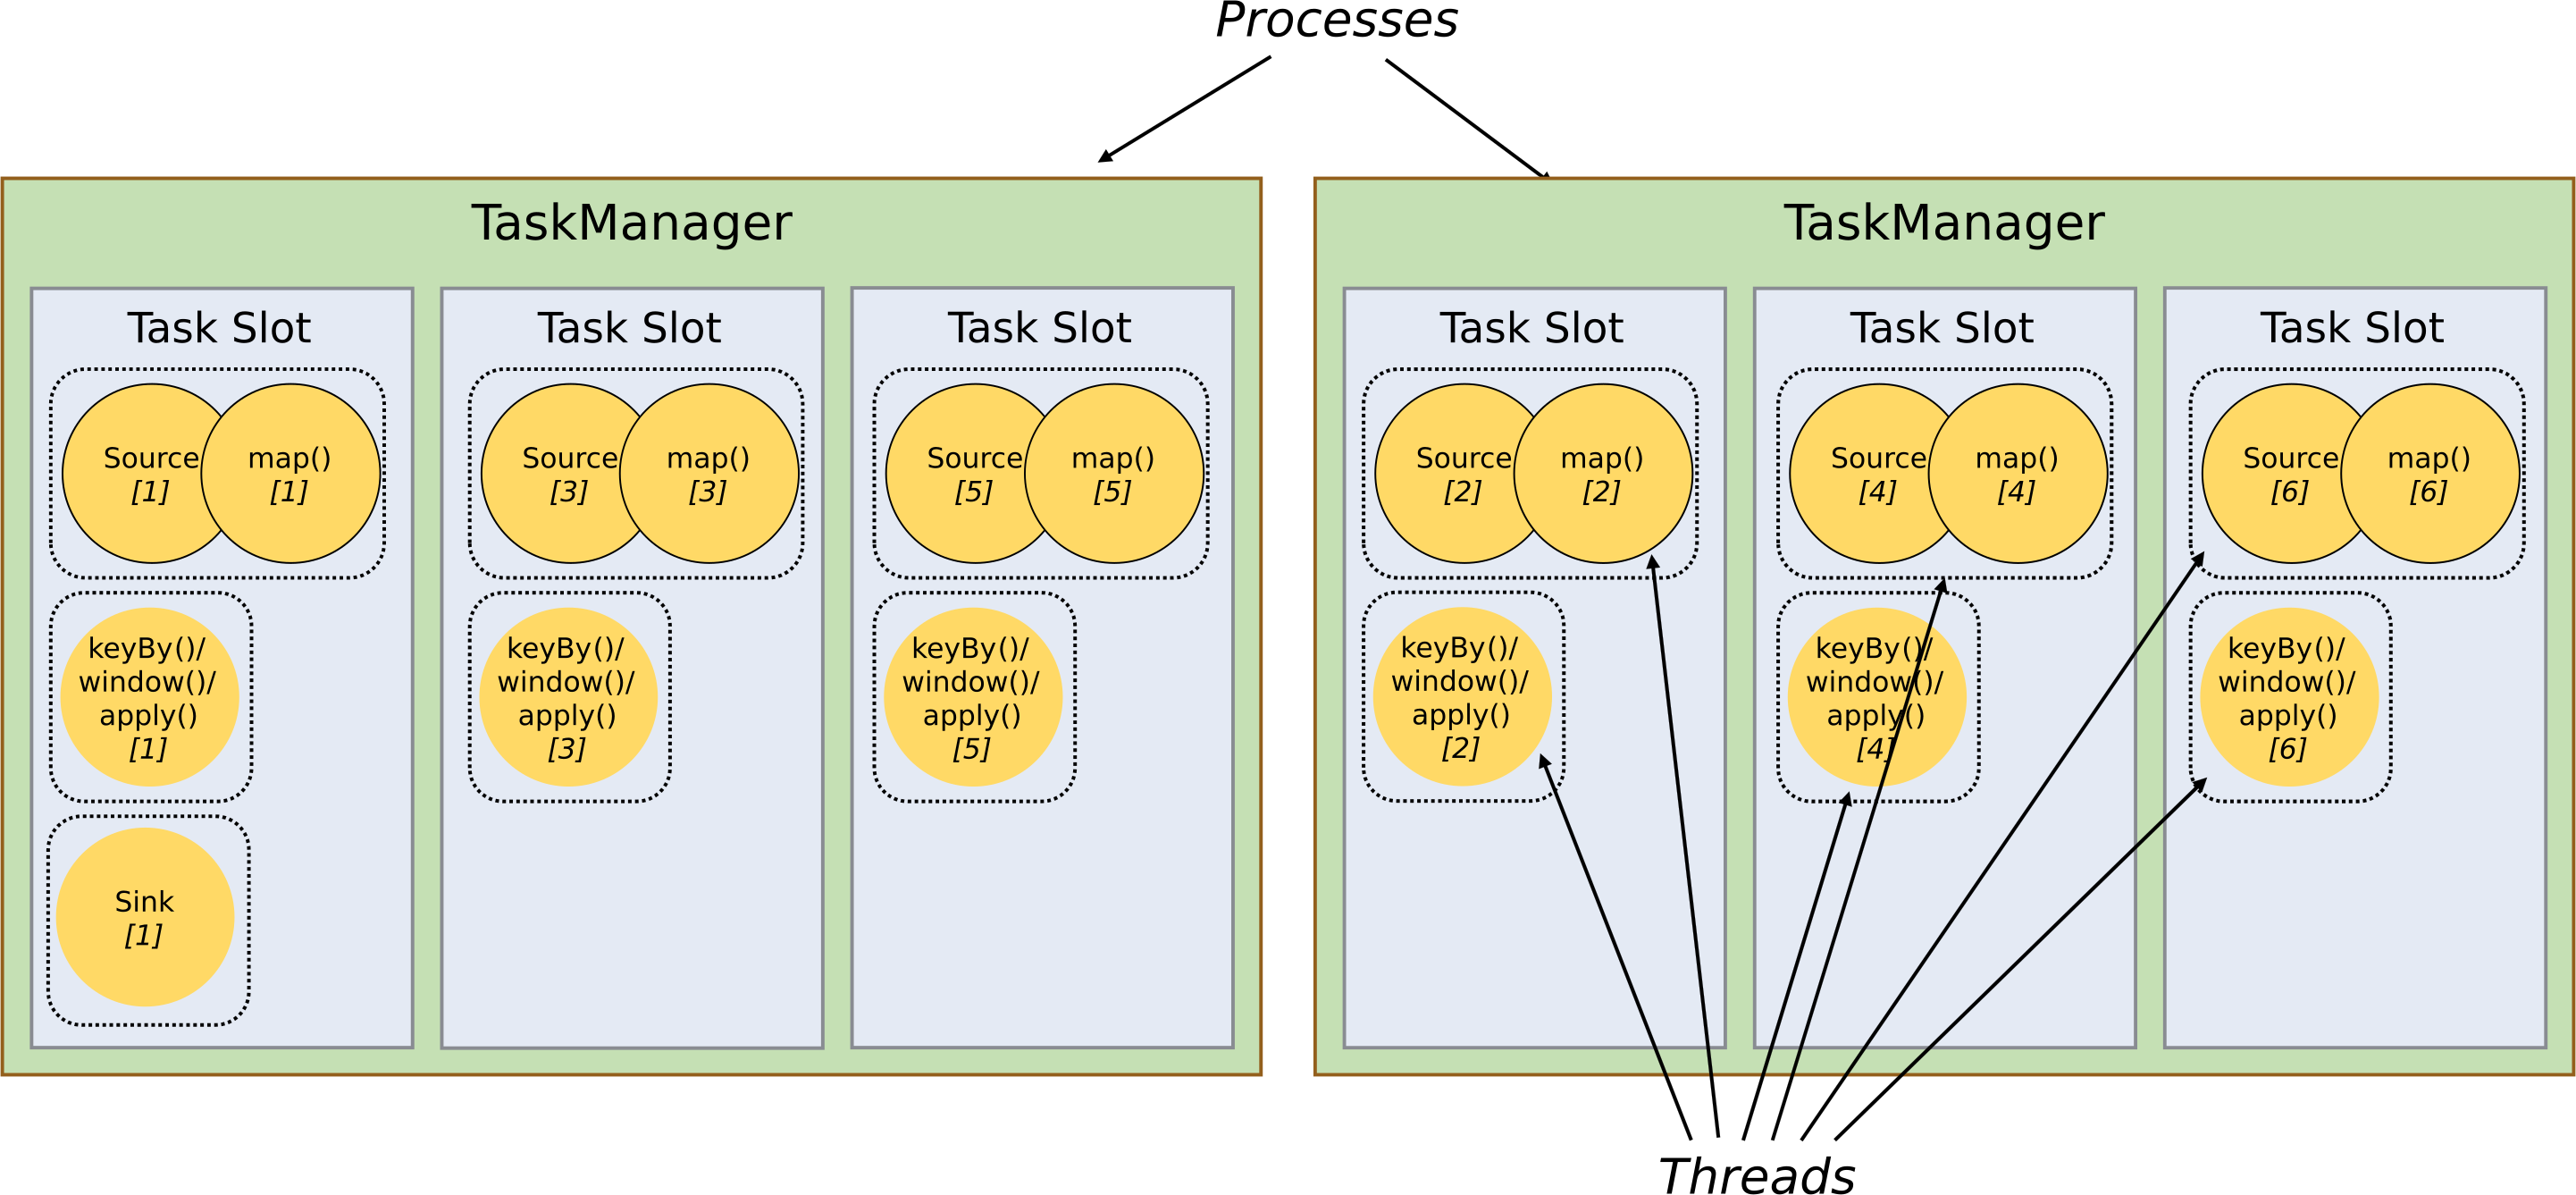 Processes
TaskManager
Task Slot
Source
[1]
map()
[1]
keyBy()/
window()/
apply()
[1]
Sink
[1]
Task Slot
Source
[3]
map()
[3]
keyBy()/
window()/
apply()
[3]
Task Slot
Source
[5]
map()
[5]
keyBy()/
window()/
apply()
[5]
TaskManager
Task Slot
Source
[2]
map()
[2]
keyBy()/
window()/
apply()
[2]
Task Slot
Source
[4]
map()
[4]
keyBy()/
window()/
apply()
[4]
Task Slot
Source
[6]
map()
[6]
keyBy()/
window()/
apply()
[6]
Threads